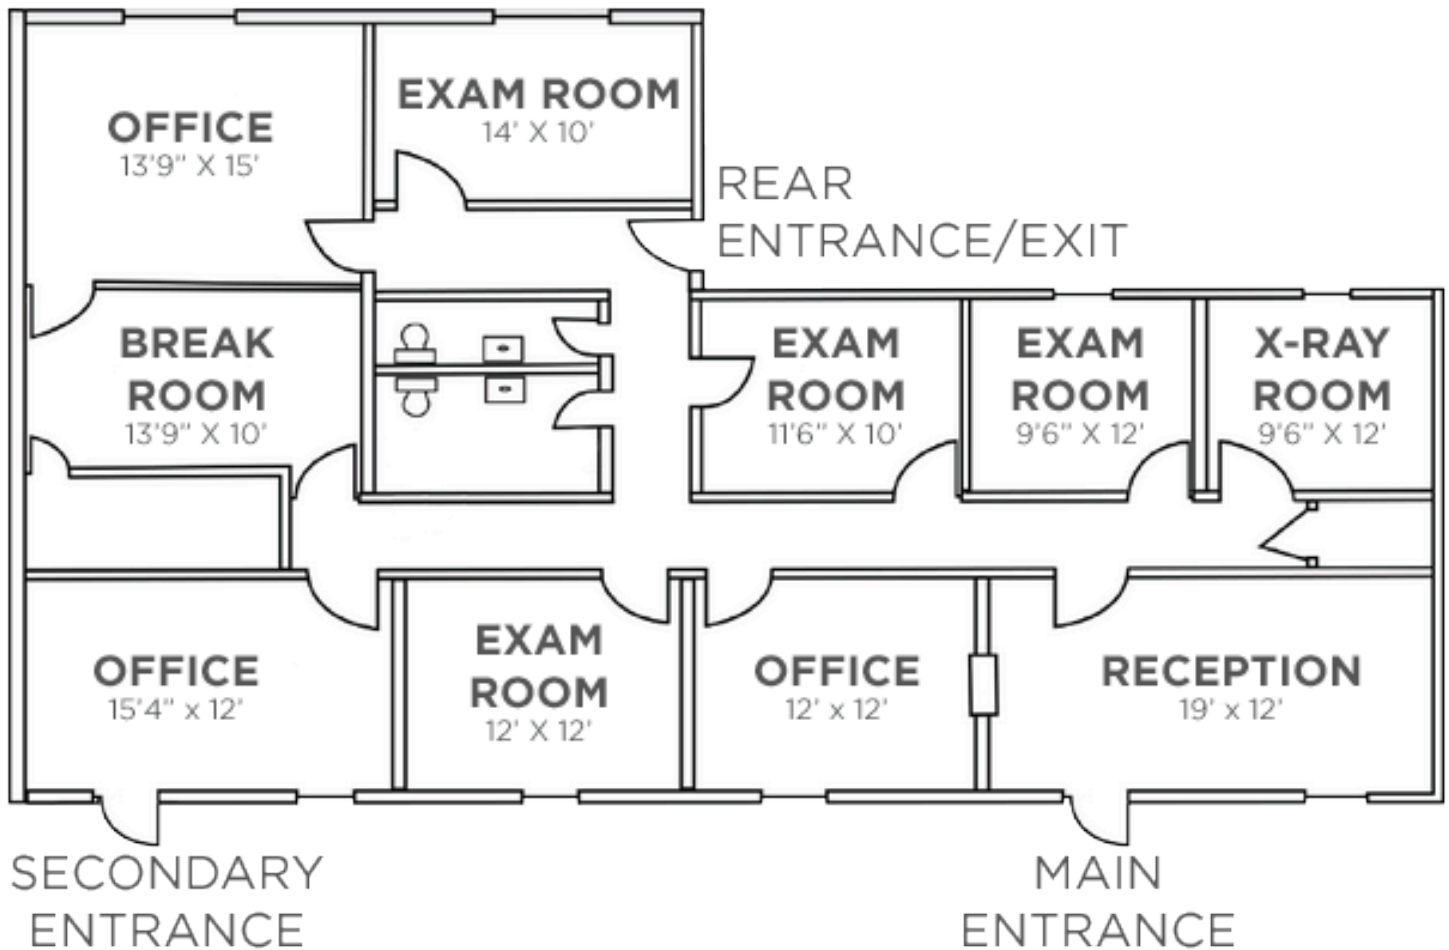 OFFICE
13'9" X 15'
EXAM ROOM
14' X 10'
REAR
ENTRANCE/EXIT
BREAK
ROOM
13'9" X 10'
EXAM
ROOM
11'6" X 10'
EXAM
ROOM
9'6" X 12'
X-RAY
ROOM
9'6" X 12'
OFFICE
15'4" x 12'
EXAM
ROOM
12' X 12'
OFFICE
12' x 12'
RECEPTION
19' x 12'
SECONDARY
ENTRANCE
MAIN
ENTRANCE